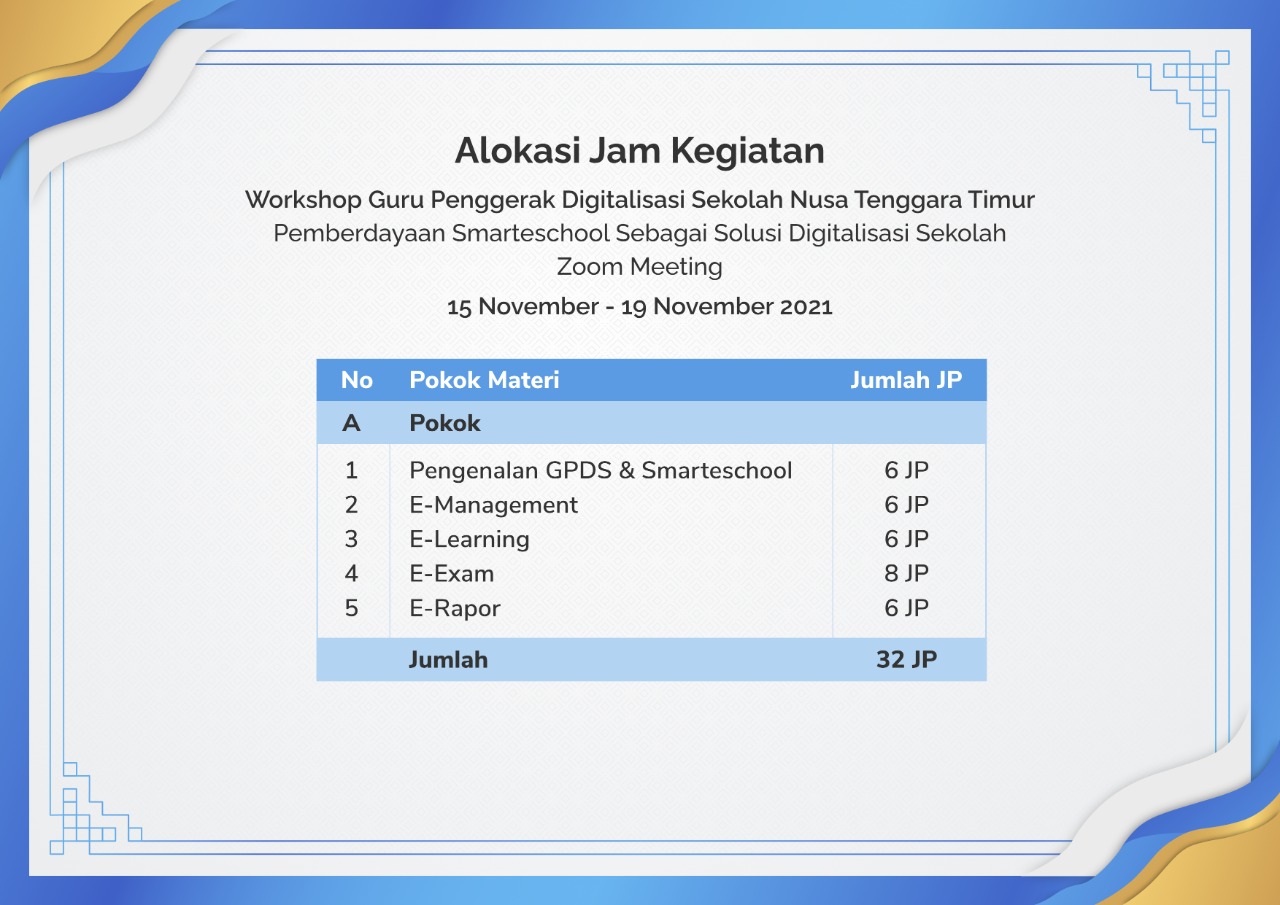 Alokasi Jam Kegiatan
Workshop Guru Penggerak Digitalisasi Sekolah Nusa Tenggara Timur
Pemberdayaan Smarteschool Sebagai Solusi Digitalisasi Sekolah
Zoom Meeting
15 November - 19 November 2021
No Pokok Materi Jumlah JP
A Pokok
1 Pengenalan GPDS & Smarteschool 6 JP
2 E-Management 6 JP
3 E-Learning 6 JP
4 E-Exam 8 JP
5 E-Rapor 6 JP
Jumlah 32 JP